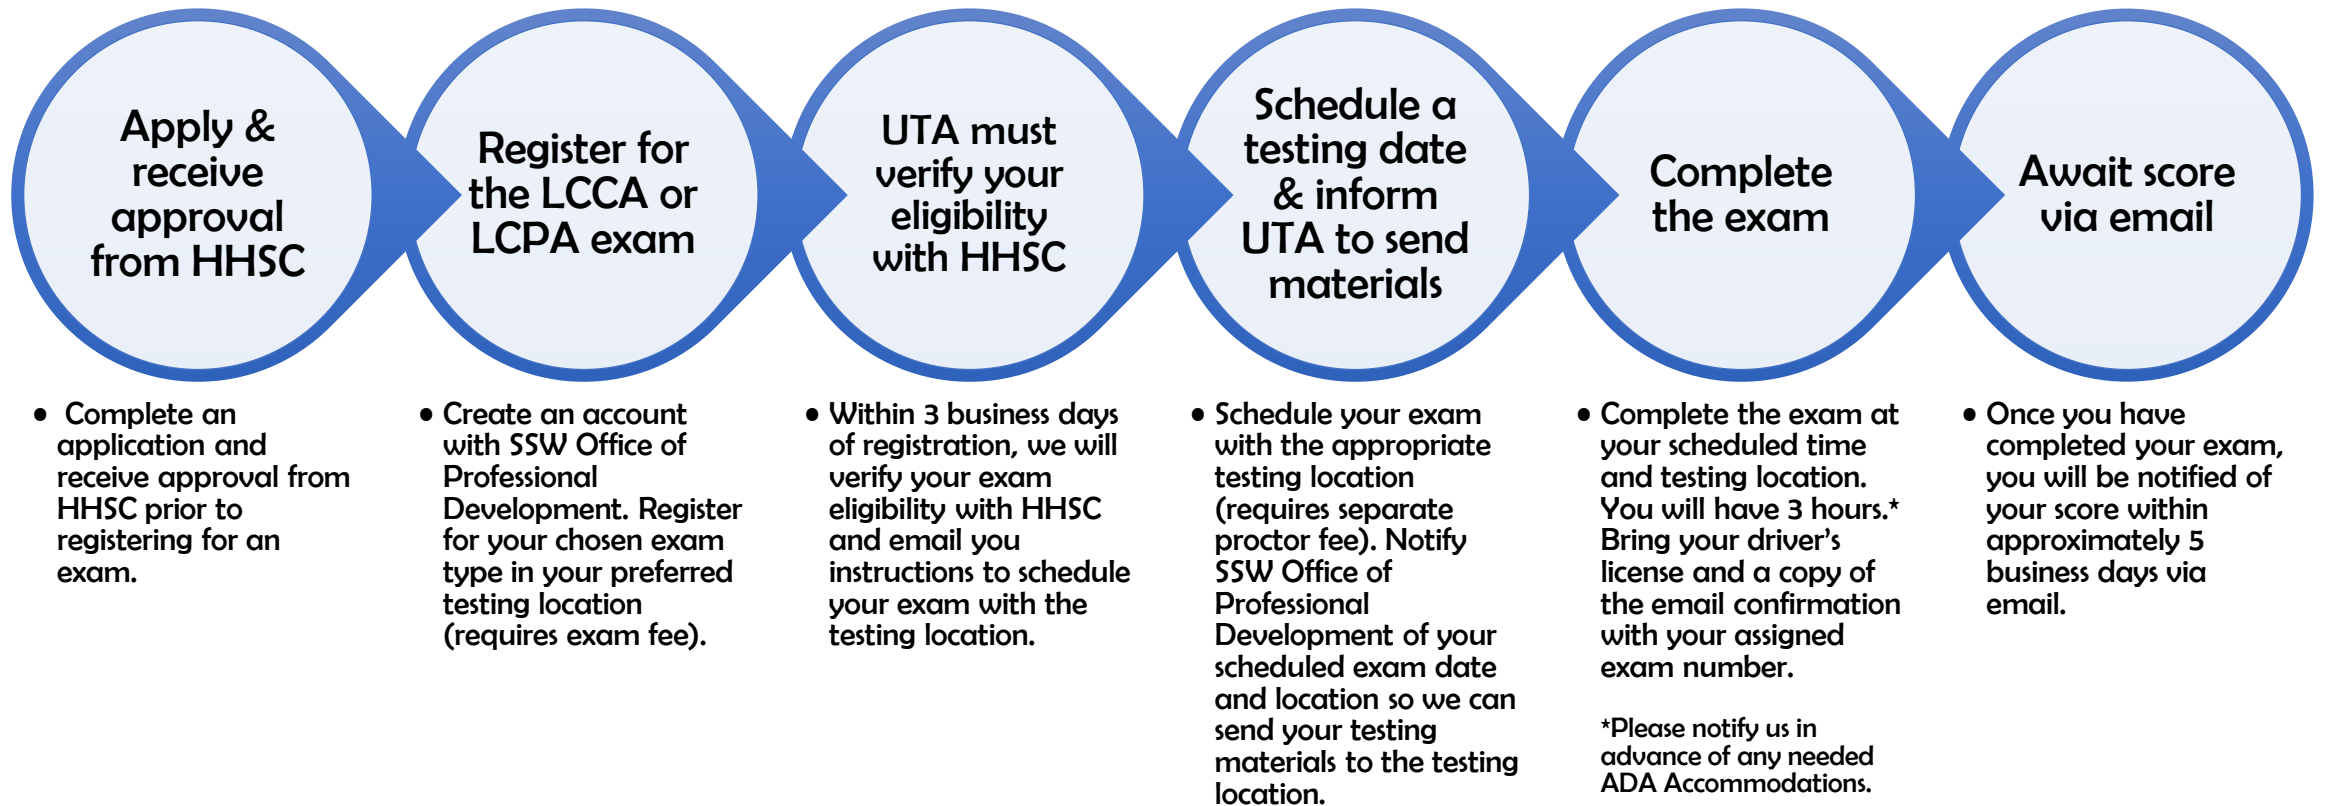 Apply &
receive
approval
from HHSC
Register for
the LCCA or
LCPA exam
UTA must
verify your
eligibility
with HHSC
Schedule a
testing date
& inform
UTA to send
materials
Complete
the exam
Await score
via email
• Complete an
application and
receive approval from
HHSC prior to
registering for an
exam.
• Create an account
with SSW Office of
Professional
Development. Register
for your chosen exam
type in your preferred
testing location
(requires exam fee).
• Within 3 business days
of registration, we will
verify your exam
eligibility with HHSC
and email you
instructions to schedule
your exam with the
testing location.
• Schedule your exam
with the appropriate
testing location
(requires separate
proctor fee). Notify
SSW Office of
Professional
Development of your
scheduled exam date
and location so we can
send your testing
materials to the testing
location.
• Complete the exam at
your scheduled time
and testing location.
You will have 3 hours.*
Bring your driver’s
license and a copy of
the email confirmation
with your assigned
exam number.
*Please notify us in
advance of any needed
ADA Accommodations.
• Once you have
completed your exam,
you will be notified of
your score within
approximately 5
business days via
email.